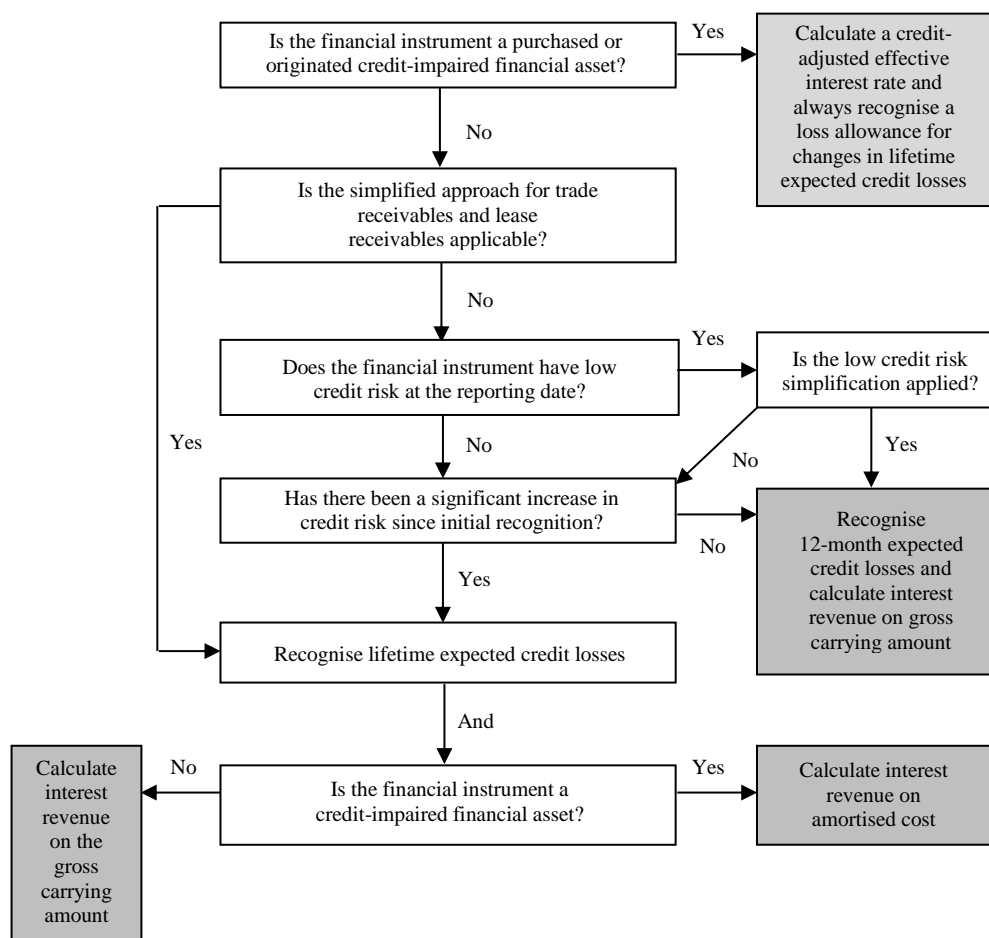 Is the financial instrument a purchased or
originated credit-impaired financial asset?
Yes
Calculate a credit-
adjusted effective
interest rate and
always recognise a
loss allowance for
changes in lifetime
expected credit losses
No
Is the simplified approach for trade
receivables and lease
receivables applicable?
No
Yes
Does the financial instrument have low
credit risk at the reporting date?
Yes
Is the low credit risk
simplification applied?
No
No
Yes
Has there been a significant increase in
credit risk since initial recognition?
No
Recognise
12-month expected
credit losses and
calculate interest
revenue on gross
carrying amount
Yes
Recognise lifetime expected credit losses
And
Is the financial instrument a
credit-impaired financial asset?
No
Calculate
interest
revenue
on the
gross
carrying
amount
Yes
Calculate interest
revenue on
amortised cost